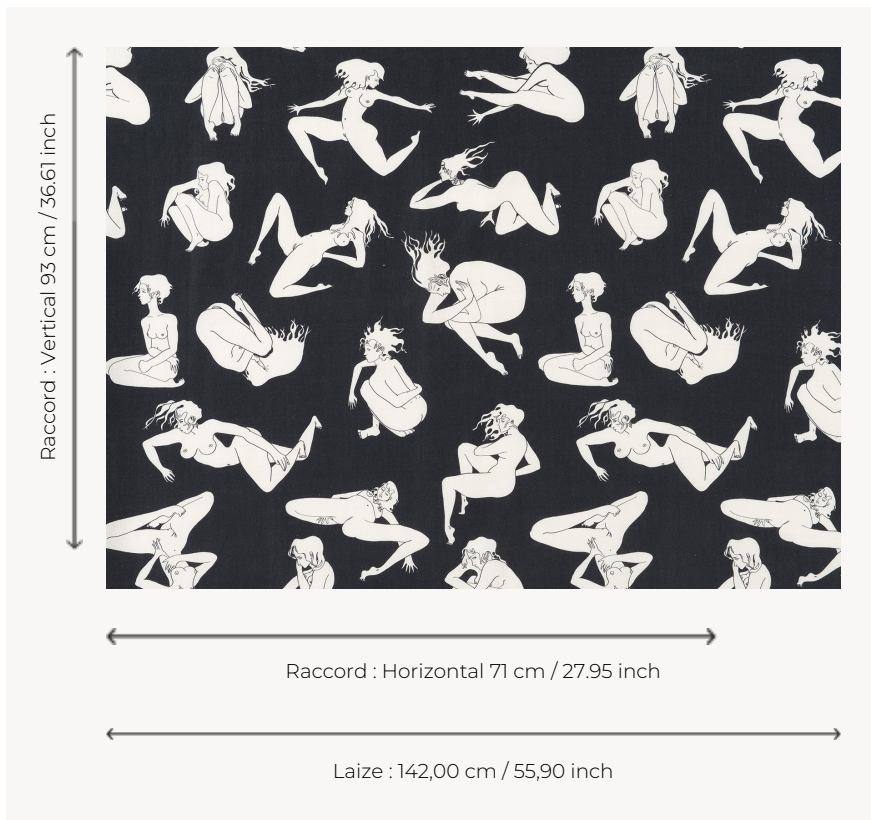 Raccord : Vertical 93 cm / 36.61 inch
Raccord : Horizontal 71 cm / 27.95 inch
Laize : 142,00 cm / 55,90 inch